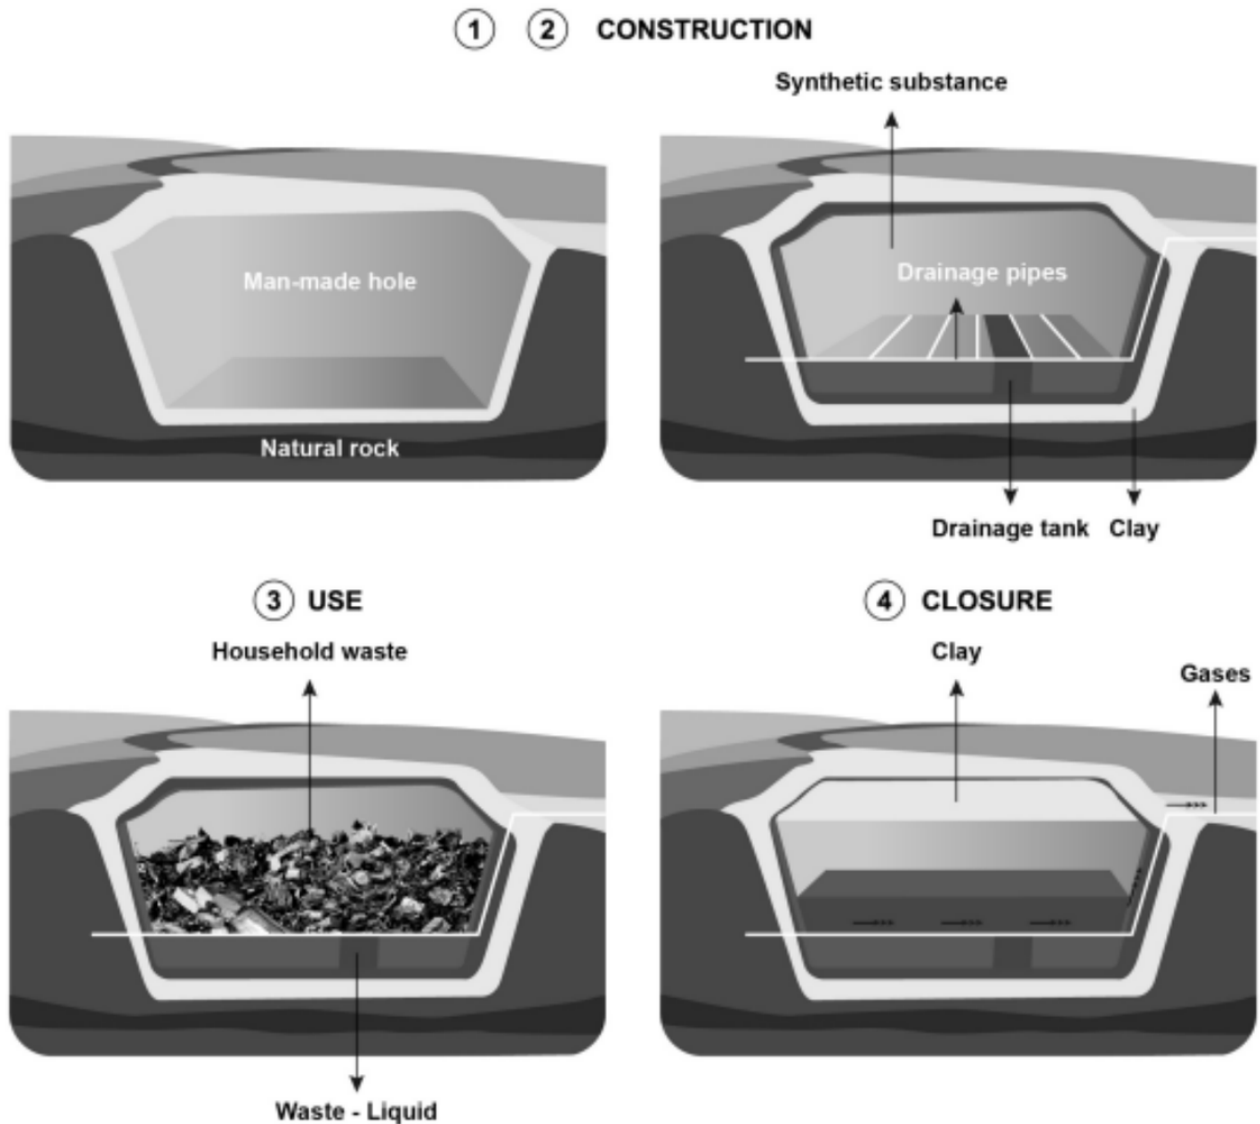 1 2 CONSTRUCTION
Synthetic substance
Man-made hole
Drainage pipes
Natural rock
Drainage tank Clay
3 USE
4 CLOSURE
Household waste
Clay
Gases
Waste - Liquid